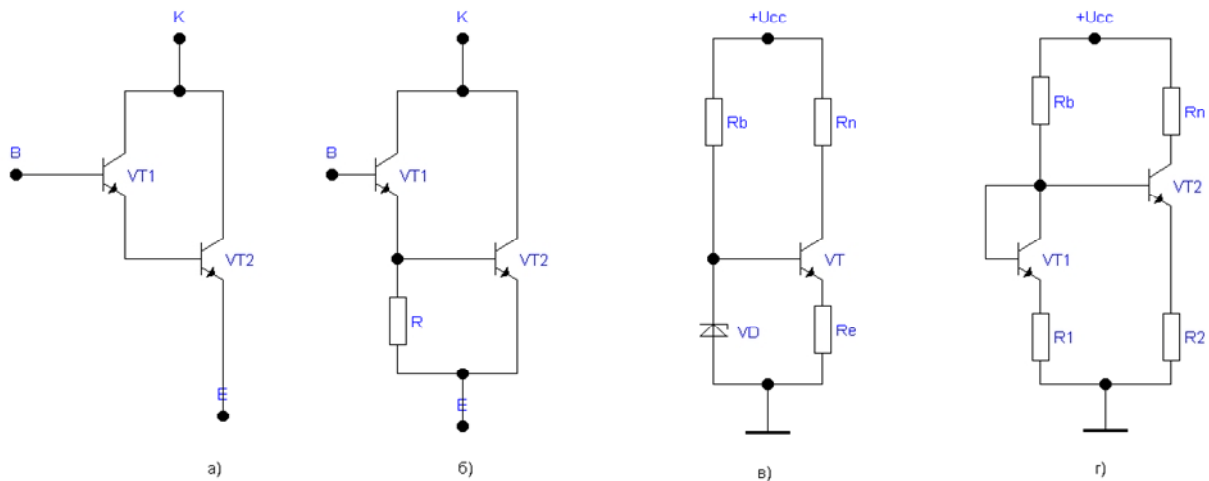 K
B
VT1
VT2
E
а)
K
B
VT1
VT2
R
E
б)
+Ucc
Rb
Rn
VT
VD
Re
в)
+Ucc
Rb
Rn
VT2
VT1
R1
R2
г)